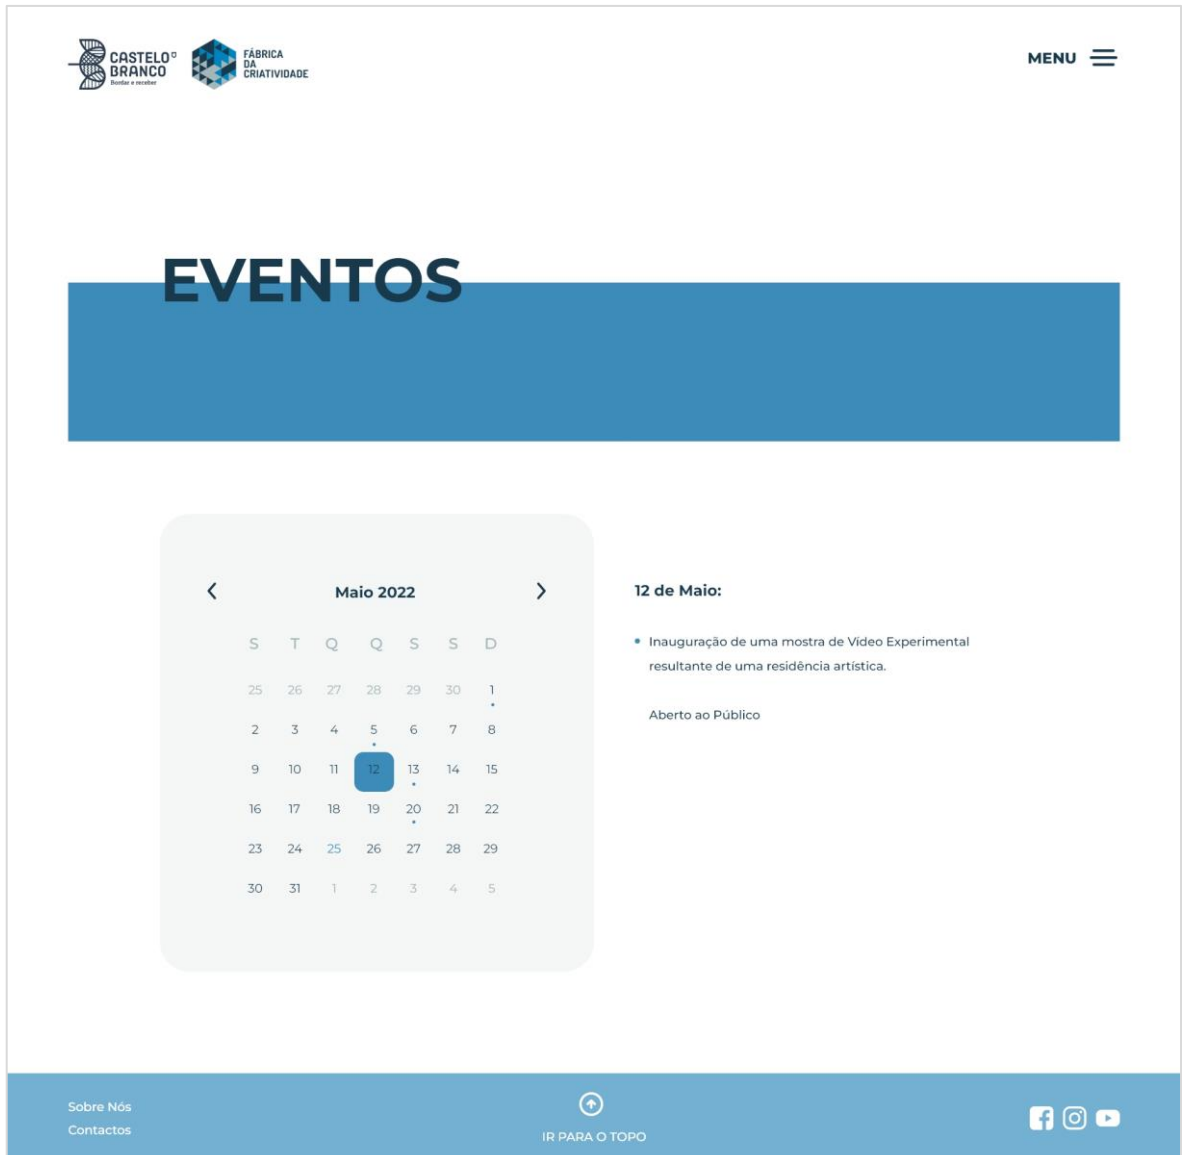 CASTELO
BRANCO
Bordar e receber
FÁBRICA
DA
CRIATIVIDADE
MENU
EVENTOS
Maio 2022
S T Q Q S S D
25 26 27 28 29 30 1
2 3 4 5 6 7 8
9 10 11 12 13 14 15
16 17 18 19 20 21 22
23 24 25 26 27 28 29
30 31 1 2 3 4 5
12 de Maio:
Inauguração de uma mostra de Vídeo Experimental
resultante de uma residência artística.
Aberto ao Público
Sobre Nós
Contactos
IR PARA O TOPO